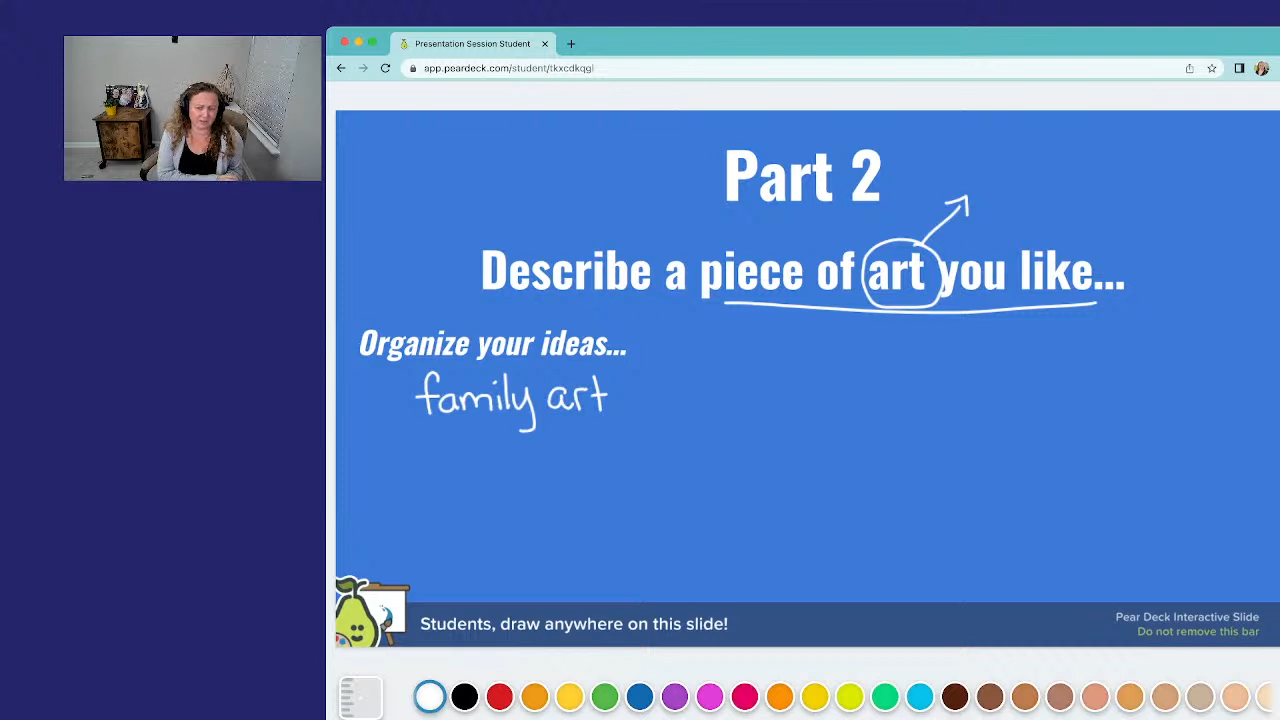 Presentation Session Student
app.peardeck.com/student/tkxcdkqgl
Part 2
Describe a piece of art you like...
Organize your ideas...
family art
Students, draw anywhere on this slide!
Pear Deck Interactive Slide
Do not remove this bar